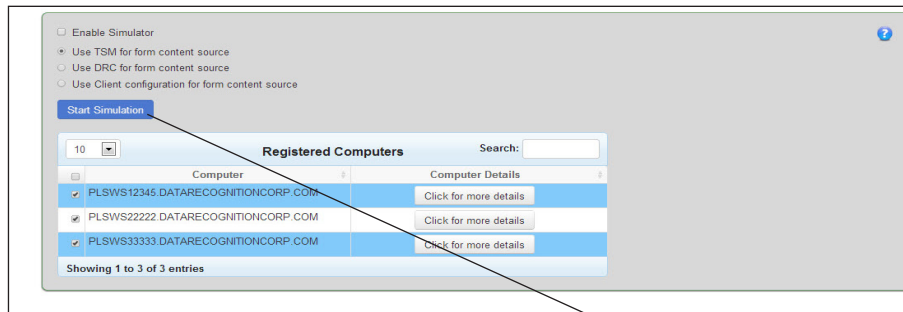 Enable Simulator
?
Use TSM for form content source
Use DRC for form content source
Use Client configuration for form content source
Start Simulation
10 Registered Computers Search:
Computer Computer Details
PLSWS12345.DATARECOGNITIONCORP.COM Click for more details
PLSWS22222.DATARECOGNITIONCORP.COM Click for more details
PLSWS33333.DATARECOGNITIONCORP.COM Click for more details
Showing 1 to 3 of 3 entries